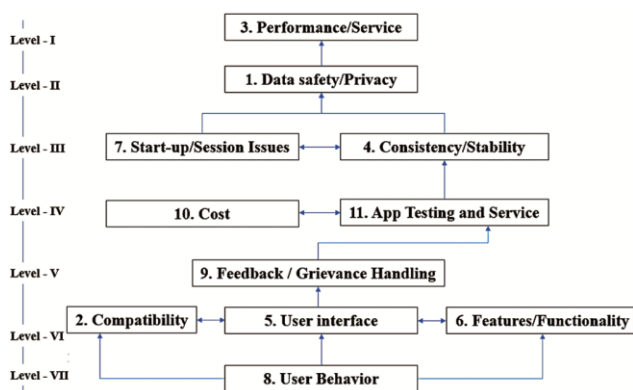 Level - I
3. Performance/Service
Level - II
1. Data safety/Privacy
Level - III
7. Start-up/Session Issues
4. Consistency/Stability
Level - IV
10. Cost
11. App Testing and Service
Level - V
9. Feedback / Grievance Handling
2. Compatibility
5. User interface
6. Features/Functionality
Level - VI
Level - VII
8. User Behavior